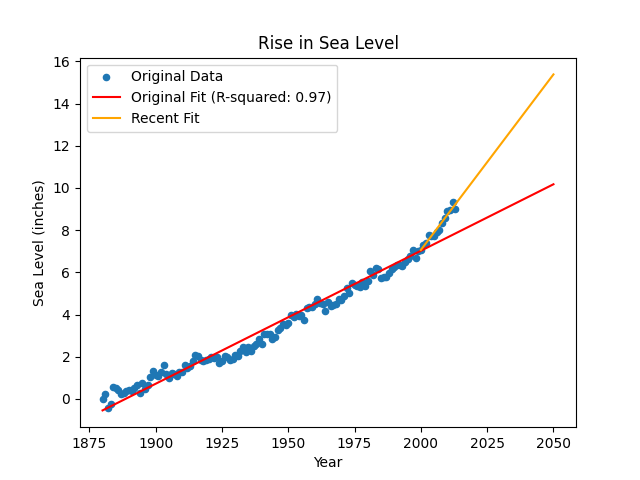 Rise in Sea Level
Original Data
Original Fit (R-squared: 0.97)
Recent Fit
16
14
12
10
8
6
4
2
0
Sea Level (inches)
1875 1900 1925 1950 1975 2000 2025 2050
Year